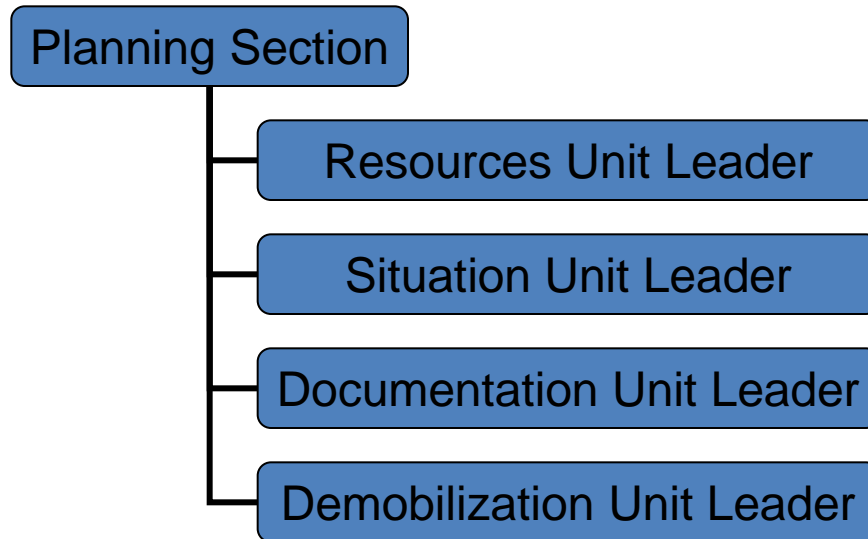 Planning Section
Resources Unit Leader
Situation Unit Leader
Documentation Unit Leader
Demobilization Unit Leader